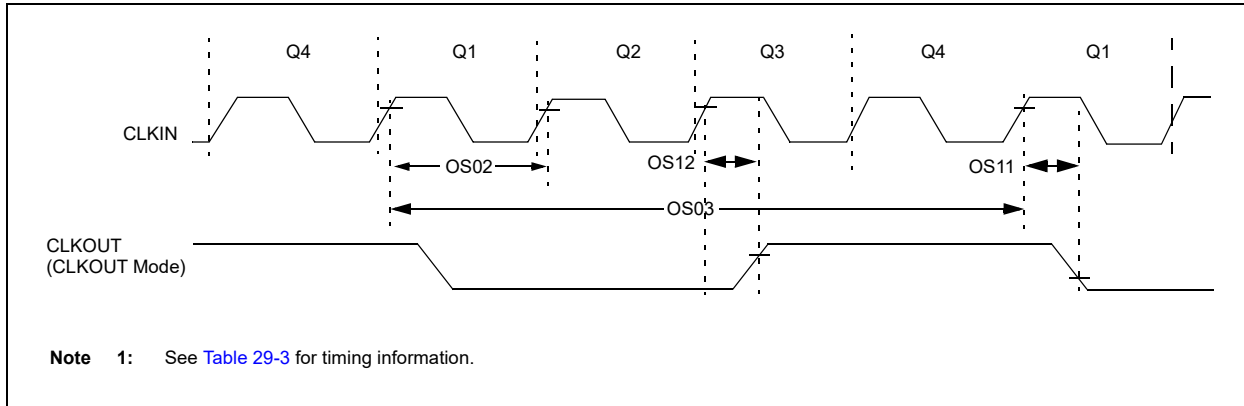 Q4 Q1 Q2 Q3 Q4 Q1
CLKIN
OS02 OS12 OS11
OS03
CLKOUT
(CLKOUT Mode)
Note 1: See Table 29-3 for timing information.